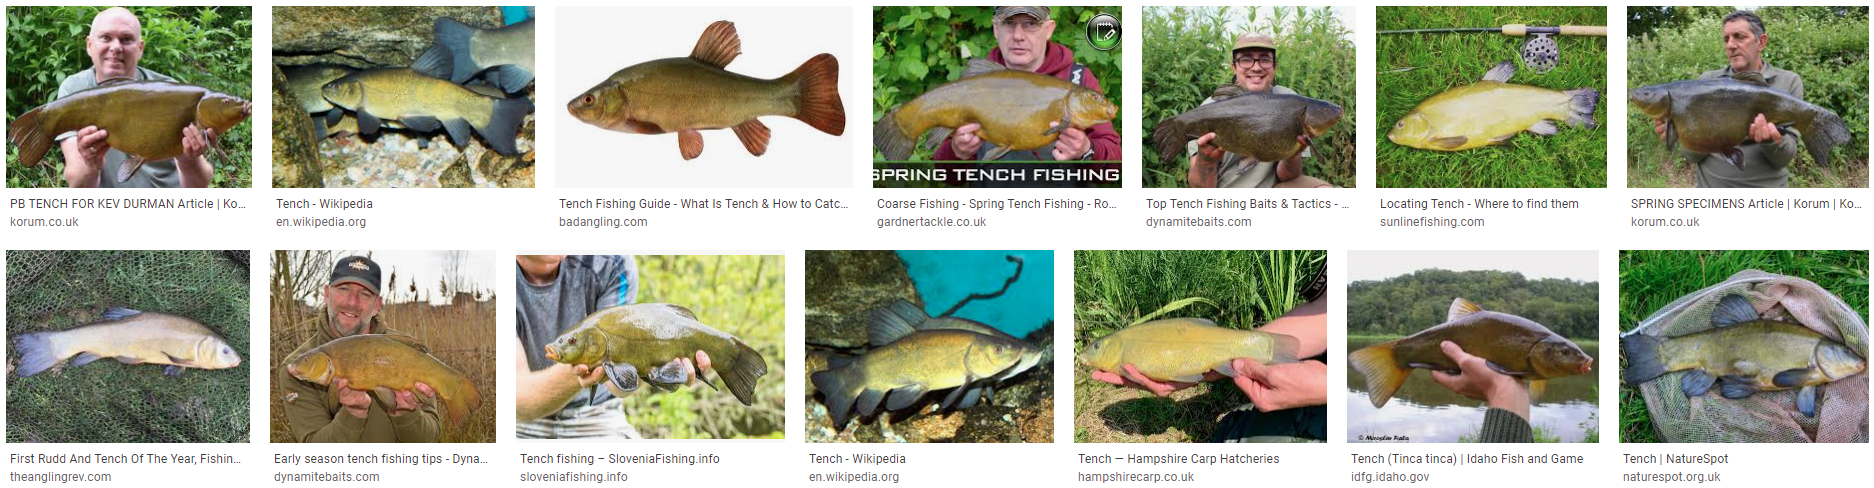 SPRING TENCH FISHING
PB TENCH FOR KEV DURMAN Article | Ko...
korum.co.uk
Tench - Wikipedia
en.wikipedia.org
Tench Fishing Guide - What Is Tench & How to Catc...
badangling.com
Coarse Fishing - Spring Tench Fishing - Ro...
gardnertackle.co.uk
Top Tench Fishing Baits & Tactics - ...
dynamitebaits.com
Locating Tench - Where to find them
sunlinefishing.com
SPRING SPECIMENS Article | Korum | Ko...
korum.co.uk
© Miroslav Fiala
First Rudd And Tench Of The Year, Fishin...
theanglingrev.com
Early season tench fishing tips - Dyna...
dynamitebaits.com
Tench fishing – SloveniaFishing.info
sloveniafishing.info
Tench - Wikipedia
en.wikipedia.org
Tench — Hampshire Carp Hatcheries
hampshirecarp.co.uk
Tench (Tinca tinca) | Idaho Fish and Game
idfg.idaho.gov
Tench | NatureSpot
naturespot.org.uk